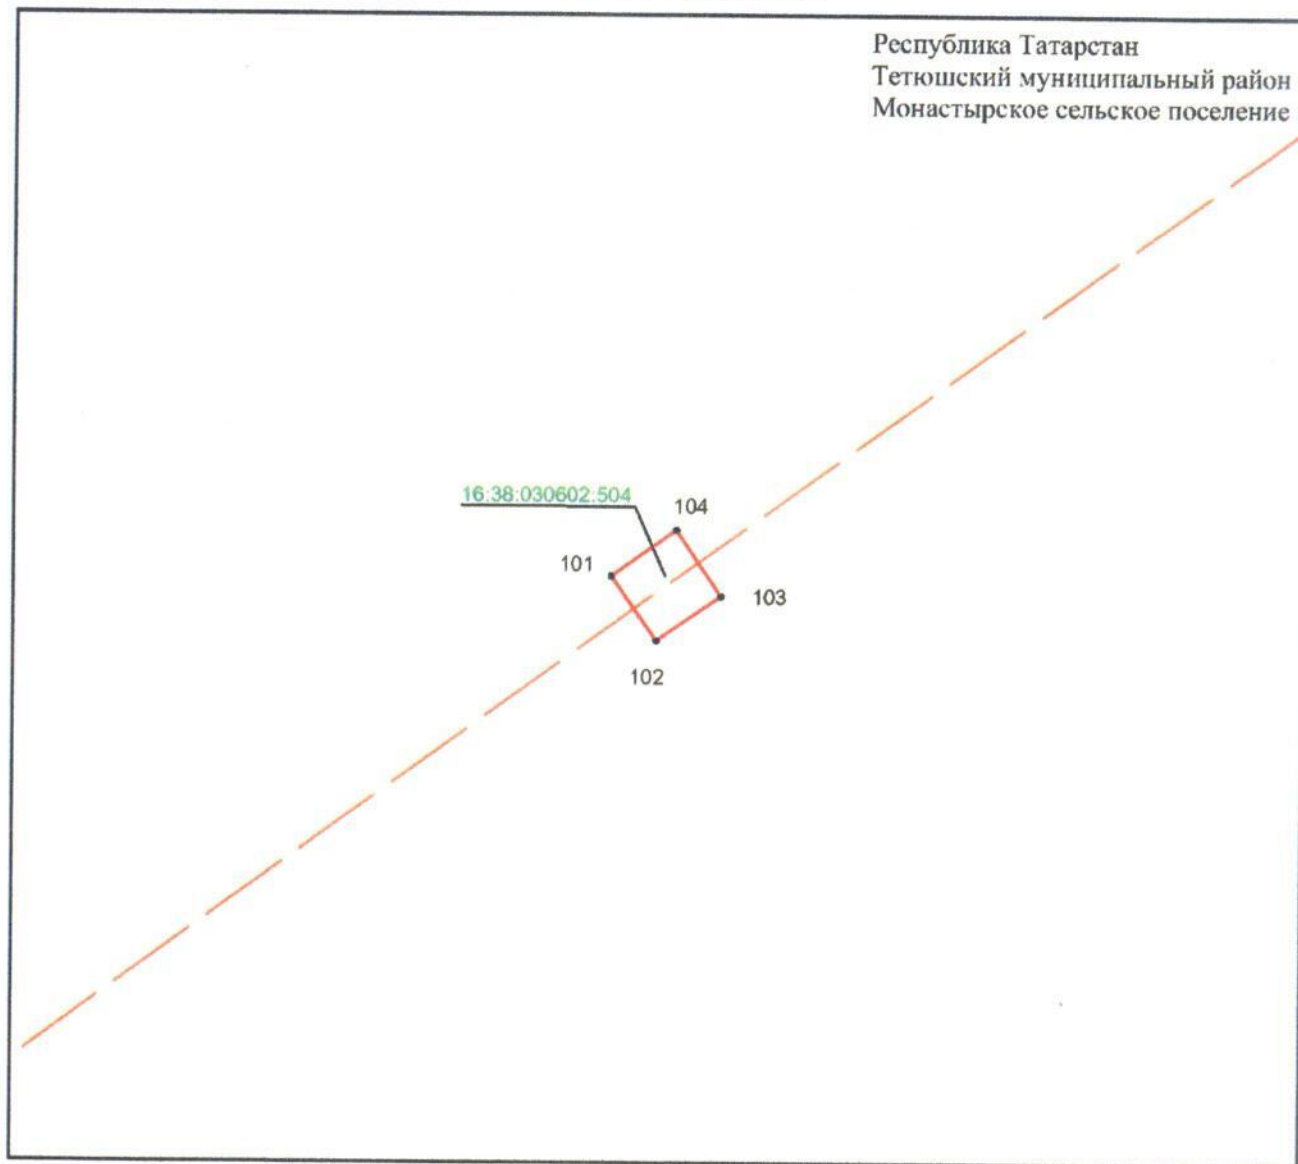 Республика Татарстан
Тетюшский муниципальный район
Монастырское сельское поселение
16:38:030602:504
104
101
103
102